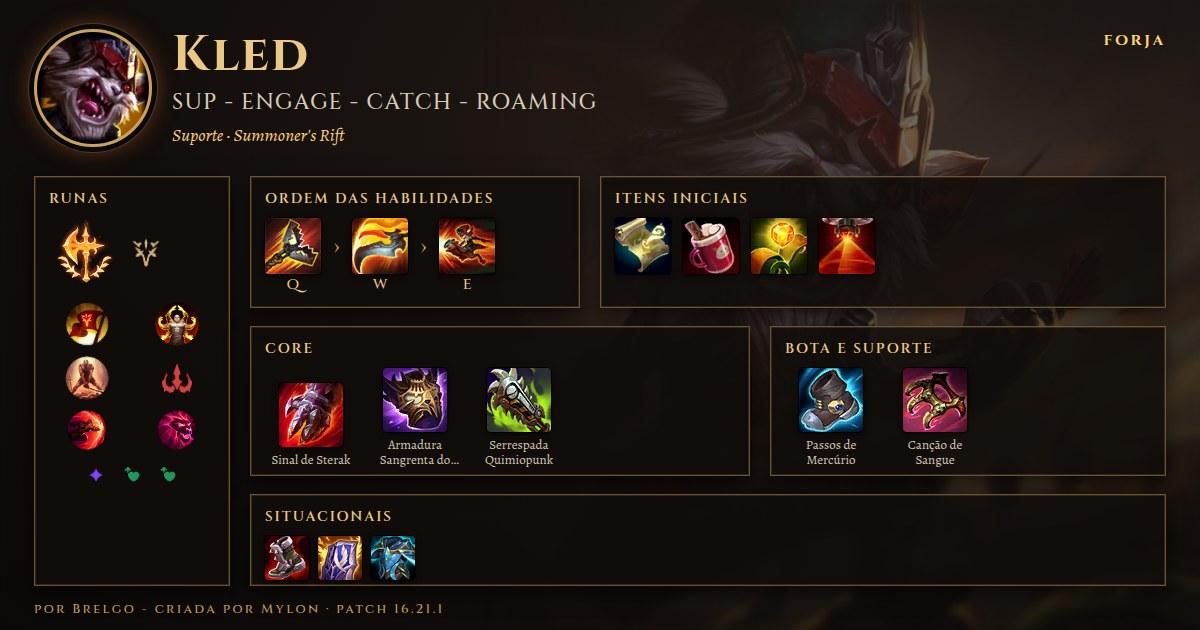 Kled
SUP - ENGAGE - CATCH - ROAMING
Suporte · Summoner's Rift
FORJA
RUNAS
ORDEM DAS HABILIDADES
Q › W › E
ITENS INICIAIS
CORE
Sinal de Sterak
Armadura
Sangrenta do...
Serrespada
Quimiopunk
BOTA E SUPORTE
Passos de
Mercúrio
Canção de
Sangue
SITUACIONAIS
POR BRELGO - CRIADA POR MYLON · PATCH 16.21.1